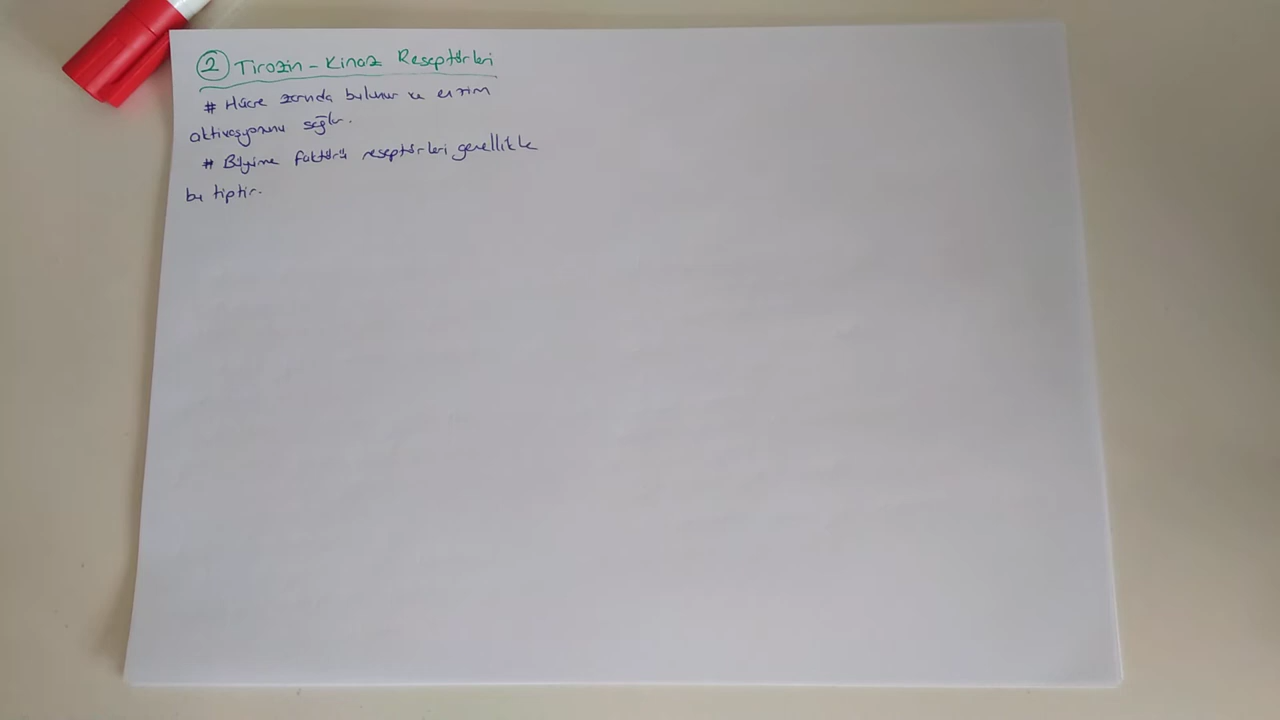 2 Tirozin-Kinaz Reseptörleri
# Hücre zarında bulunur ve enzim
aktivasyonunu sağlar.
# Büyüme faktörü reseptörleri genellikle
bu tiptir.